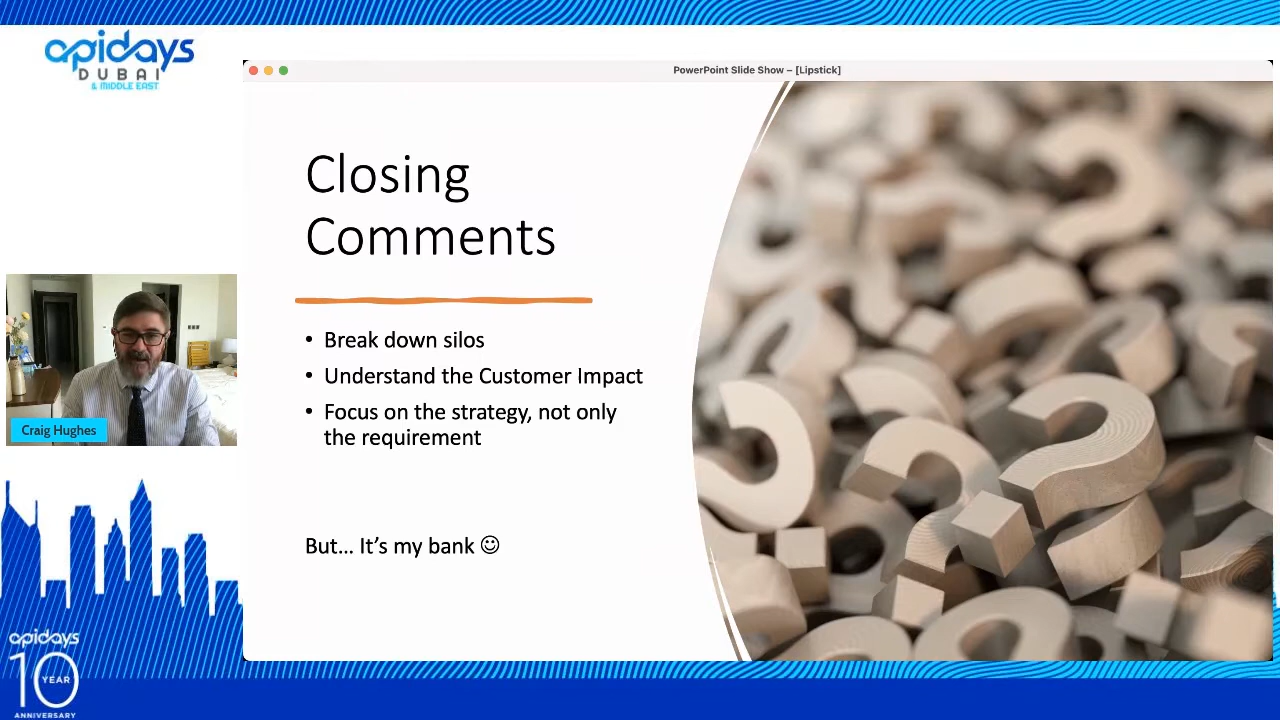 apidays
DUBAI
& MIDDLE EAST
PowerPoint Slide Show – [Lipstick]
Closing
Comments
• Break down silos
• Understand the Customer Impact
• Focus on the strategy, not only
the requirement
But... It's my bank ☺
Craig Hughes
apidays
10
YEAR
ANNIVERSARY